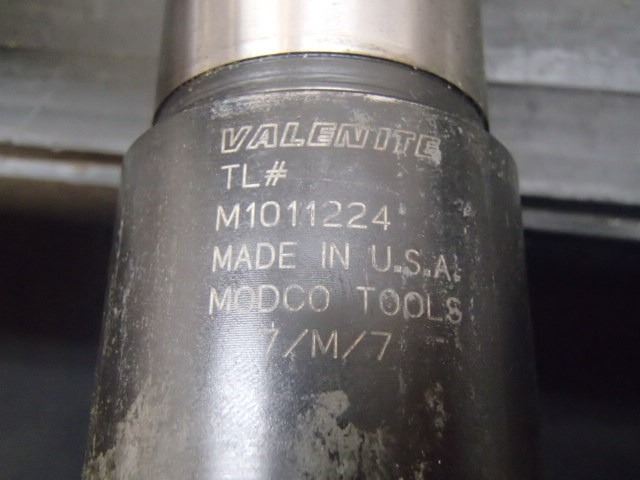 VALENITE
TL#
M1011224
MADE IN U.S.A.
MODCO TOOLS
7/M/7